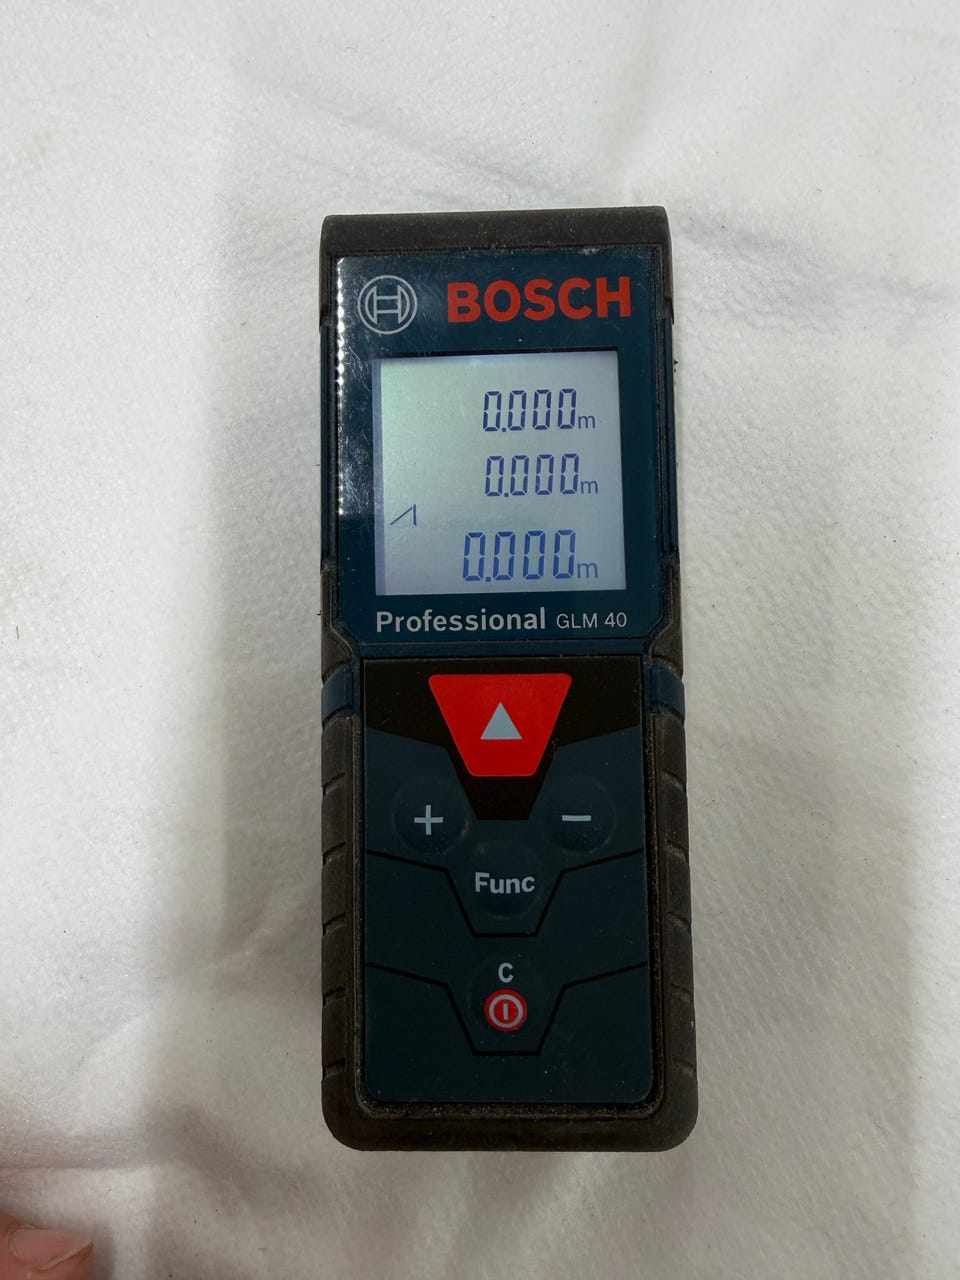 BOSCH
0.000m
0.000m
0.000m
Professional GLM 40
+ −
Func
C